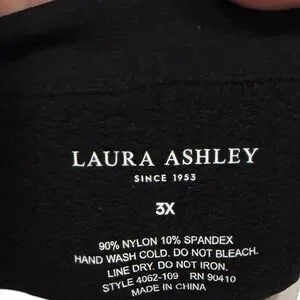 LAURA ASHLEY
SINCE 1953
3X
90% NYLON 10% SPANDEX
HAND WASH COLD. DO NOT BLEACH.
LINE DRY. DO NOT IRON.
STYLE 4062-109 RN 90410
MADE IN CHINA